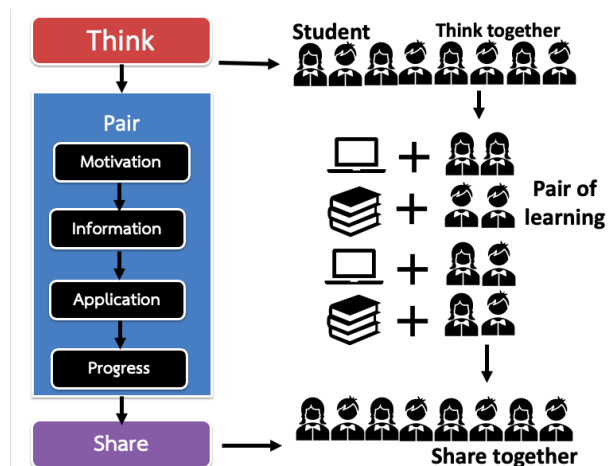 Think
Student
Think together
Pair
Motivation
Information
Application
Progress
Pair of
learning
Share
Share together